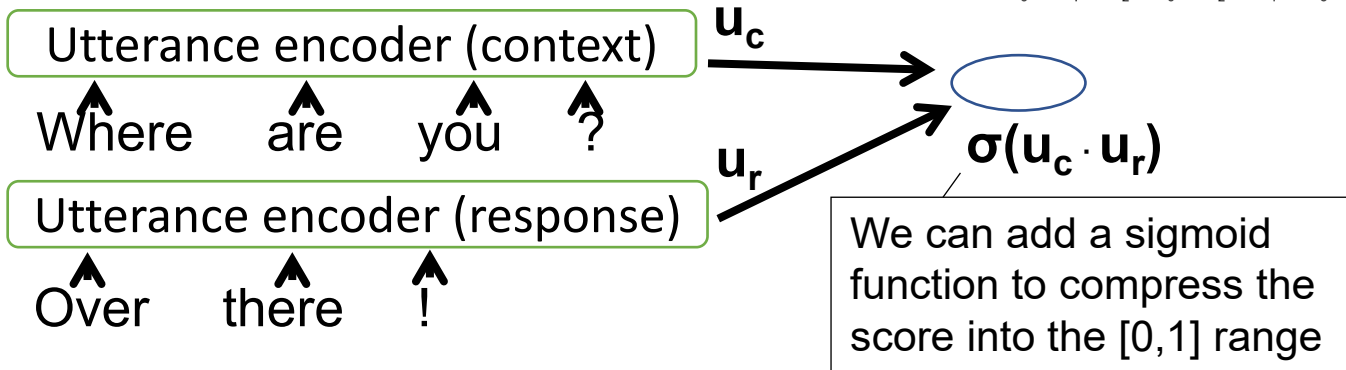 Utterance encoder (context)
u_c
Where are you ?
σ(u_c · u_r)
u_r
Utterance encoder (response)
Over there !
We can add a sigmoid
function to compress the
score into the [0,1] range